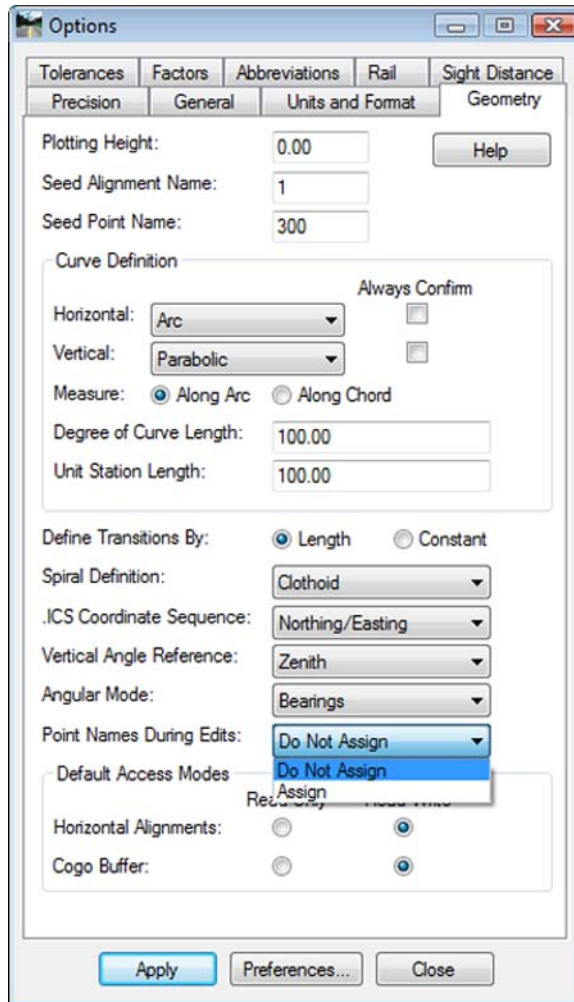 Options
Tolerances Factors Abbreviations Rail Sight Distance
Precision General Units and Format Geometry
Plotting Height: 0.00 Help
Seed Alignment Name: 1
Seed Point Name: 300
Curve Definition
Always Confirm
Horizontal: Arc
Vertical: Parabolic
Measure: Along Arc Along Chord
Degree of Curve Length: 100.00
Unit Station Length: 100.00
Define Transitions By: Length Constant
Spiral Definition: Clothoid
.ICS Coordinate Sequence: Northing/Easting
Vertical Angle Reference: Zenith
Angular Mode: Bearings
Point Names During Edits: Do Not Assign
Default Access Modes Do Not Assign
Assign
Read Only Read Write
Horizontal Alignments:
Cogo Buffer:
Apply Preferences... Close